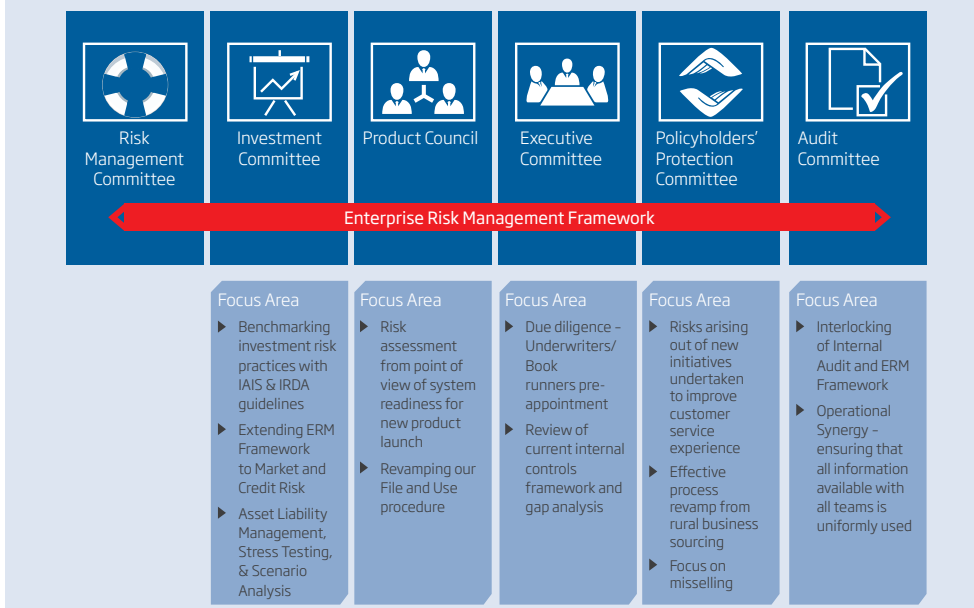 Risk
Management
Committee
Investment
Committee
Product Council
Executive
Committee
Policyholders'
Protection
Committee
Audit
Committee
Enterprise Risk Management Framework
Focus Area
Benchmarking
investment risk
practices with
IAIS & IRDA
guidelines
Extending ERM
Framework
to Market and
Credit Risk
Asset Liability
Management,
Stress Testing,
& Scenario
Analysis
Focus Area
Risk
assessment
from point of
view of system
readiness for
new product
launch
Revamping our
File and Use
procedure
Focus Area
Due diligence –
Underwriters/
Book
runners pre-
appointment
Review of
current internal
controls
framework and
gap analysis
Focus Area
Risks arising
out of new
initiatives
undertaken
to improve
customer
service
experience
Effective
process
revamp from
rural business
sourcing
Focus on
misselling
Focus Area
Interlocking
of Internal
Audit and ERM
Framework
Operational
Synergy –
ensuring that
all information
available with
all teams is
uniformly used